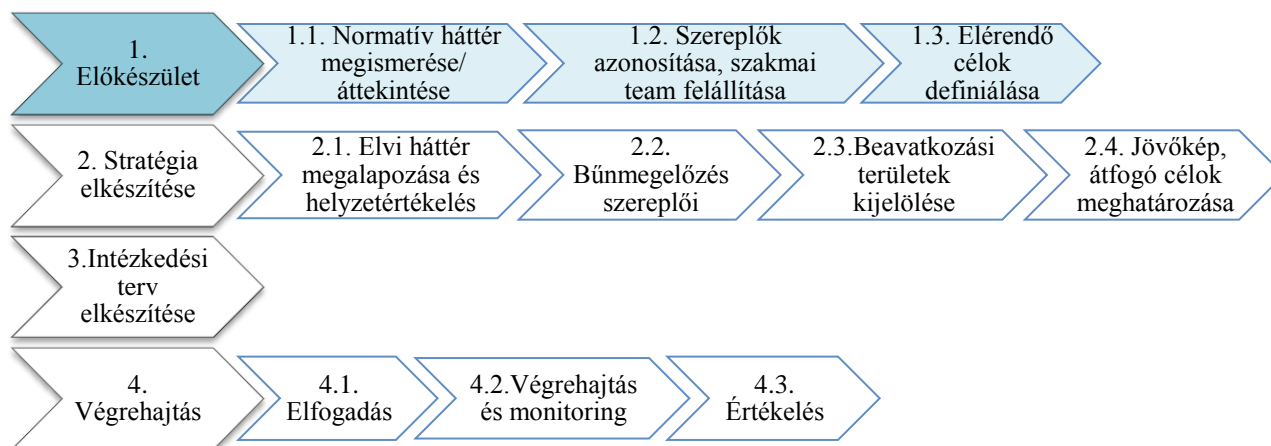 1.
Előkészület
1.1. Normatív háttér
megismerése/
áttekintése
1.2. Szereplők
azonosítása, szakmai
team felállítása
1.3. Elérendő
célok
definiálása
2. Stratégia
elkészítése
2.1. Elvi háttér
megalapozása és
helyzetértékelés
2.2.
Bűnmegelőzés
szereplői
2.3.Beavatkozási
területek
kijelölése
2.4. Jövőkép,
átfogó célok
meghatározása
3.Intézkedési
terv
elkészítése
4.
Végrehajtás
4.1.
Elfogadás
4.2.Végrehajtás
és monitoring
4.3.
Értékelés